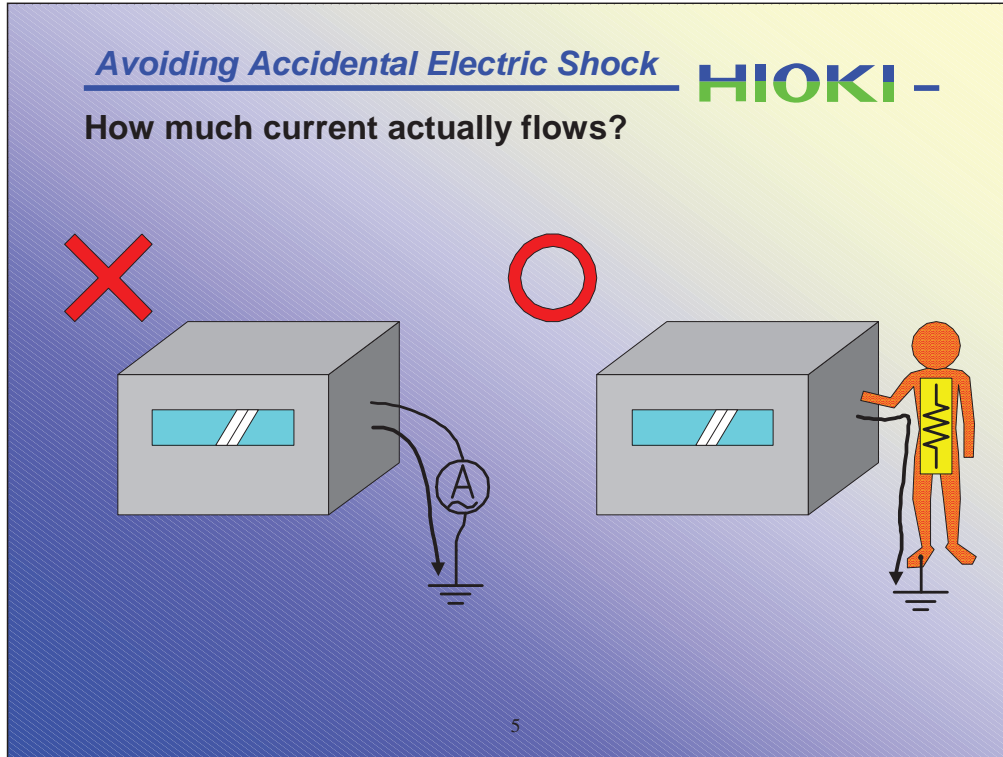 Avoiding Accidental Electric Shock
HIOKI
How much current actually flows?
A
5